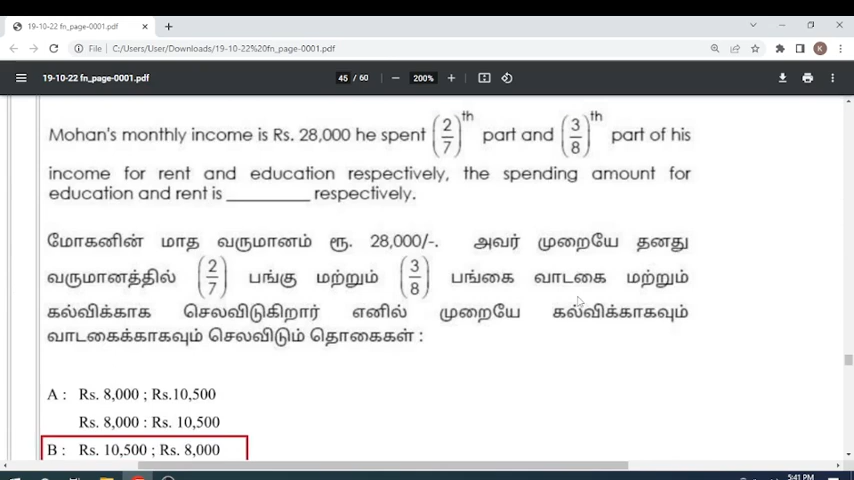 19-10-22 fn_page-0001.pdf
File | C:/Users/User/Downloads/19-10-22%20fn_page-0001.pdf
K
19-10-22 fn_page-0001.pdf 45 / 60 200%
Mohan's monthly income is Rs. 28,000 he spent (2/7)th part and (3/8)th part of his
income for rent and education respectively, the spending amount for
education and rent is ________ respectively.
மோகனின் மாத வருமானம் ரூ. 28,000/-. அவர் முறையே தனது
வருமானத்தில் (2/7) பங்கு மற்றும் (3/8) பங்கை வாடகை மற்றும்
கல்விக்காக செலவிடுகிறார் எனில் முறையே கல்விக்காகவும்
வாடகைக்காகவும் செலவிடும் தொகைகள் :
A : Rs. 8,000 ; Rs.10,500
Rs. 8,000 : Rs. 10,500
B : Rs. 10,500 ; Rs. 8,000
5:41 PM